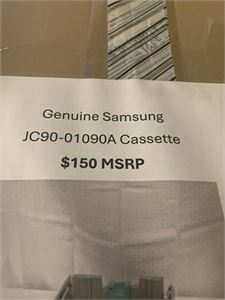 Genuine Samsung
JC90-01090A Cassette
$150 MSRP